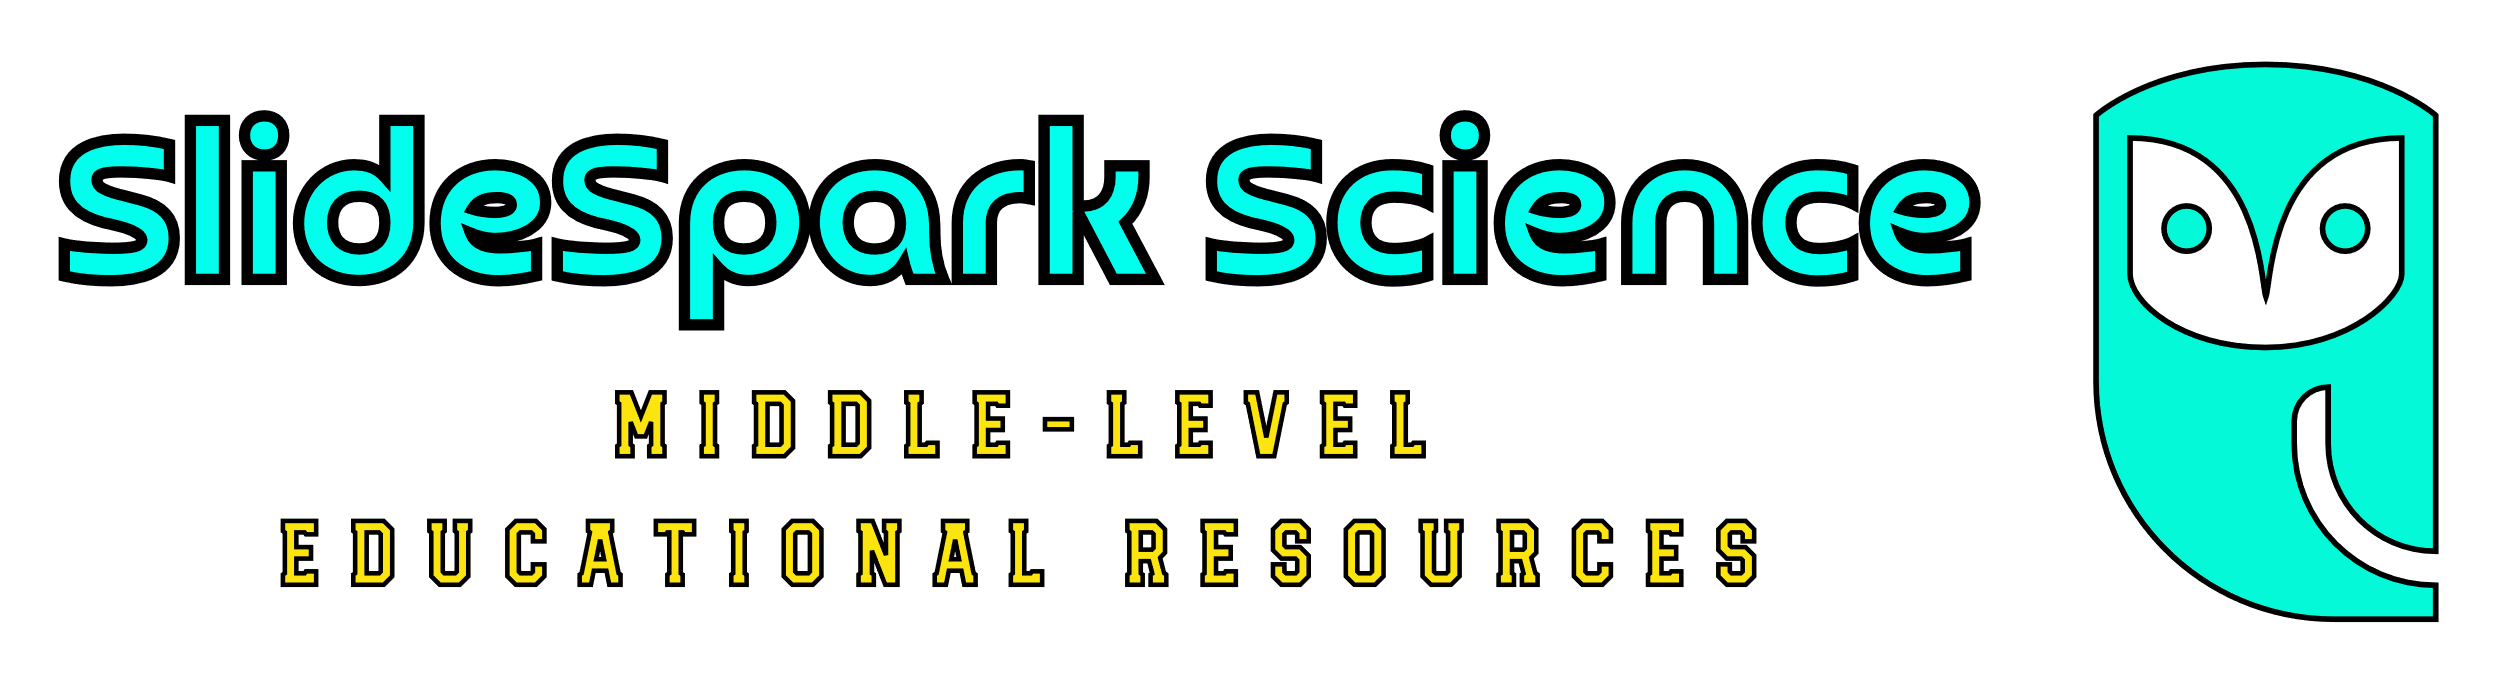 Slidespark Science
MIDDLE-LEVEL
EDUCATIONAL RESOURCES